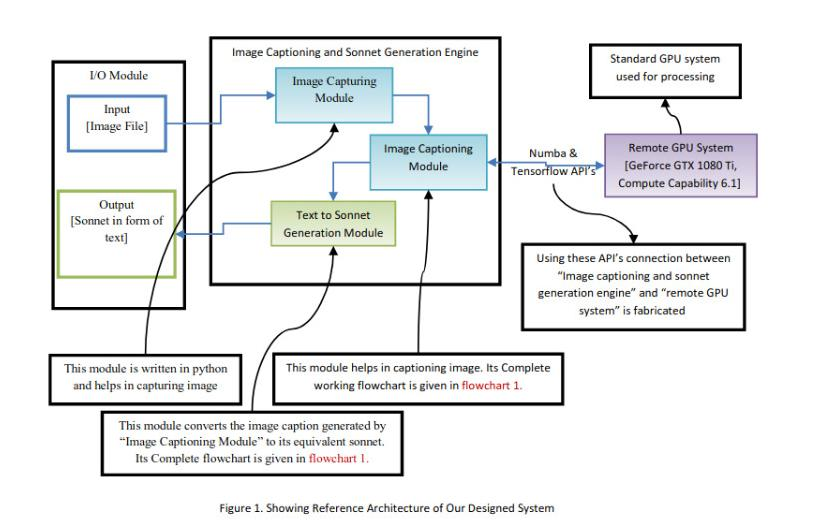 Image Captioning and Sonnet Generation Engine
I/O Module
Input
[Image File]
Image Capturing
Module
Standard GPU system
used for processing
Image Captioning
Module
Numba &
Tensorflow API's
Remote GPU System
[GeForce GTX 1080 Ti,
Compute Capability 6.1]
Output
[Sonnet in form of
text]
Text to Sonnet
Generation Module
Using these API's connection between
"Image captioning and sonnet
generation engine" and "remote GPU
system" is fabricated
This module is written in python
and helps in capturing image
This module helps in captioning image. Its Complete
working flowchart is given in flowchart 1.
This module converts the image caption generated by
"Image Captioning Module" to its equivalent sonnet.
Its Complete flowchart is given in flowchart 1.
Figure 1. Showing Reference Architecture of Our Designed System